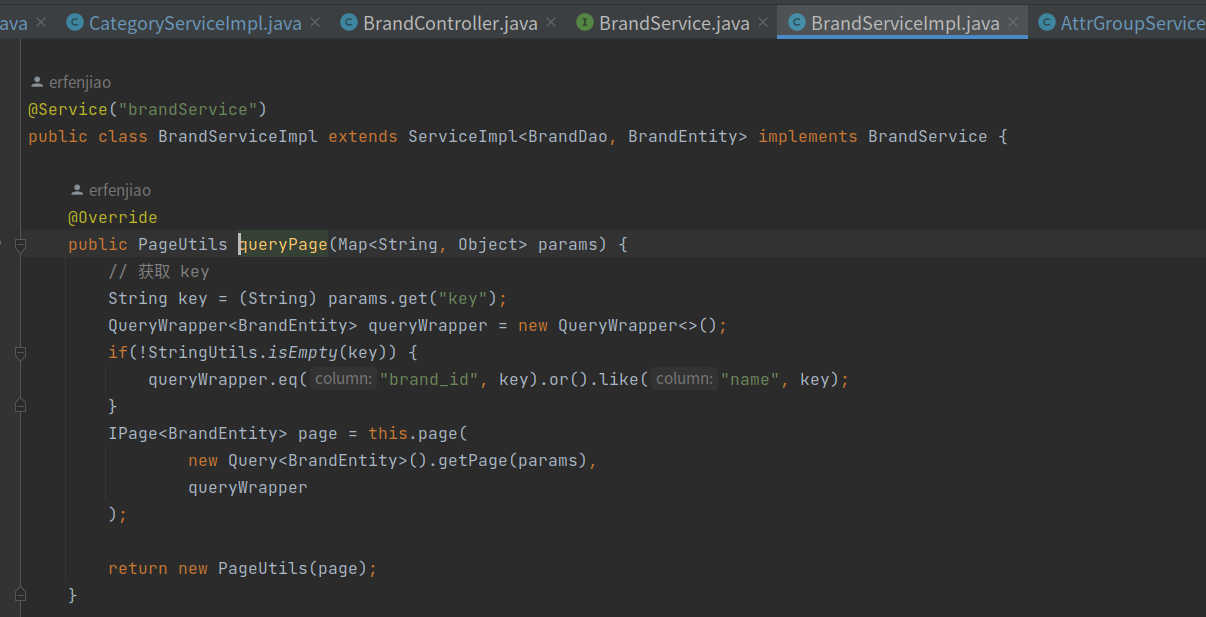 ava CategoryServiceImpl.java BrandController.java BrandService.java BrandServiceImpl.java AttrGroupService
erfenjiao
@Service("brandService")
public class BrandServiceImpl extends ServiceImpl<BrandDao, BrandEntity> implements BrandService {
erfenjiao
@Override
public PageUtils queryPage(Map<String, Object> params) {
// 获取 key
String key = (String) params.get("key");
QueryWrapper<BrandEntity> queryWrapper = new QueryWrapper<>();
if(!StringUtils.isEmpty(key)) {
queryWrapper.eq( column: "brand_id", key).or().like( column: "name", key);
}
IPage<BrandEntity> page = this.page(
new Query<BrandEntity>().getPage(params),
queryWrapper
);
return new PageUtils(page);
}